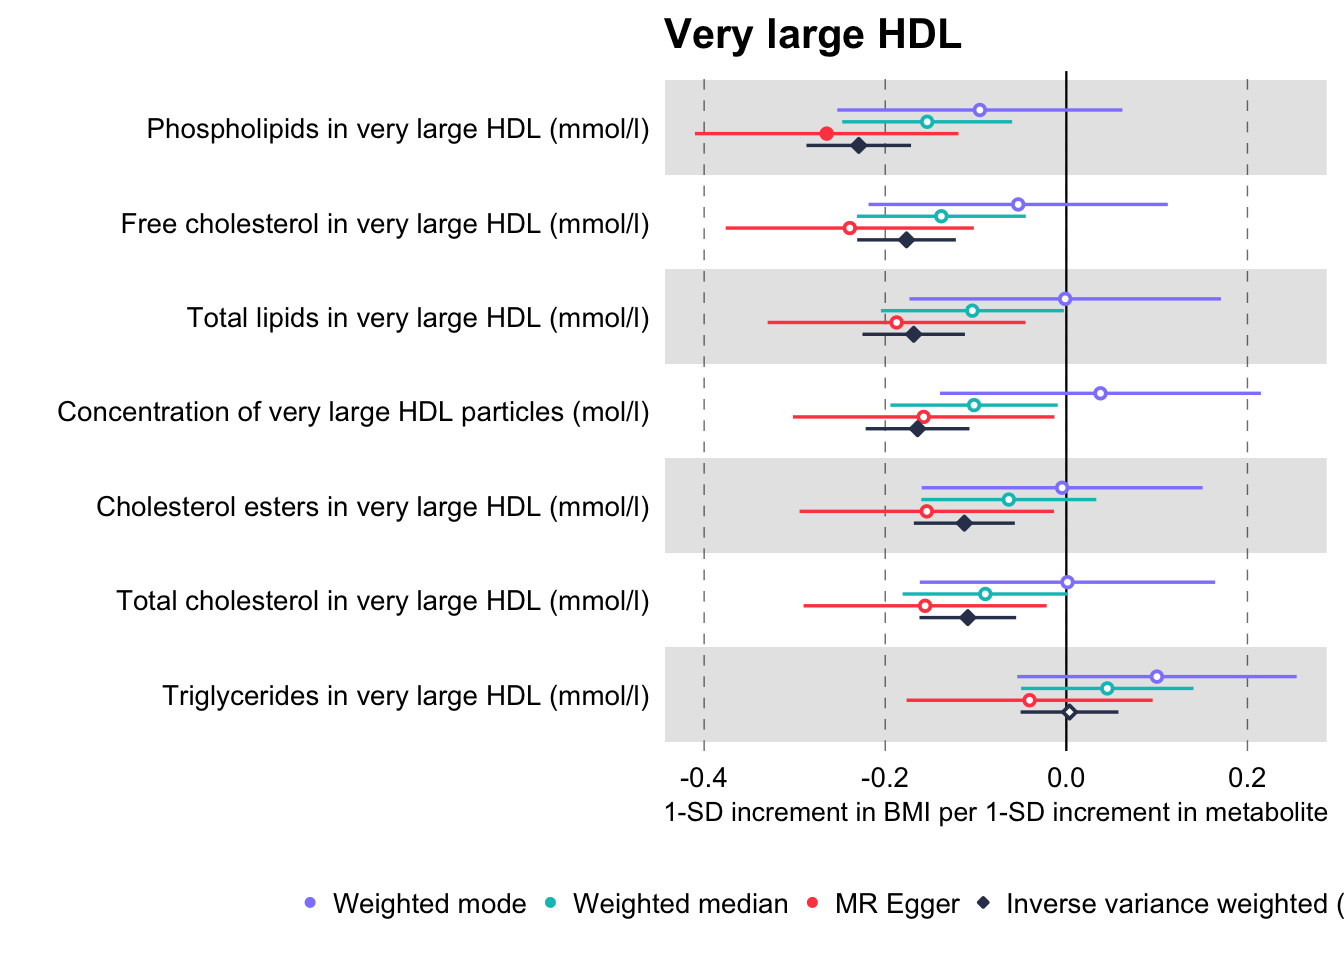 Very large HDL
Phospholipids in very large HDL (mmol/l)
Free cholesterol in very large HDL (mmol/l)
Total lipids in very large HDL (mmol/l)
Concentration of very large HDL particles (mol/l)
Cholesterol esters in very large HDL (mmol/l)
Total cholesterol in very large HDL (mmol/l)
Triglycerides in very large HDL (mmol/l)
-0.4 -0.2 0.0 0.2
1-SD increment in BMI per 1-SD increment in metabolite
Weighted mode Weighted median MR Egger Inverse variance weighted (